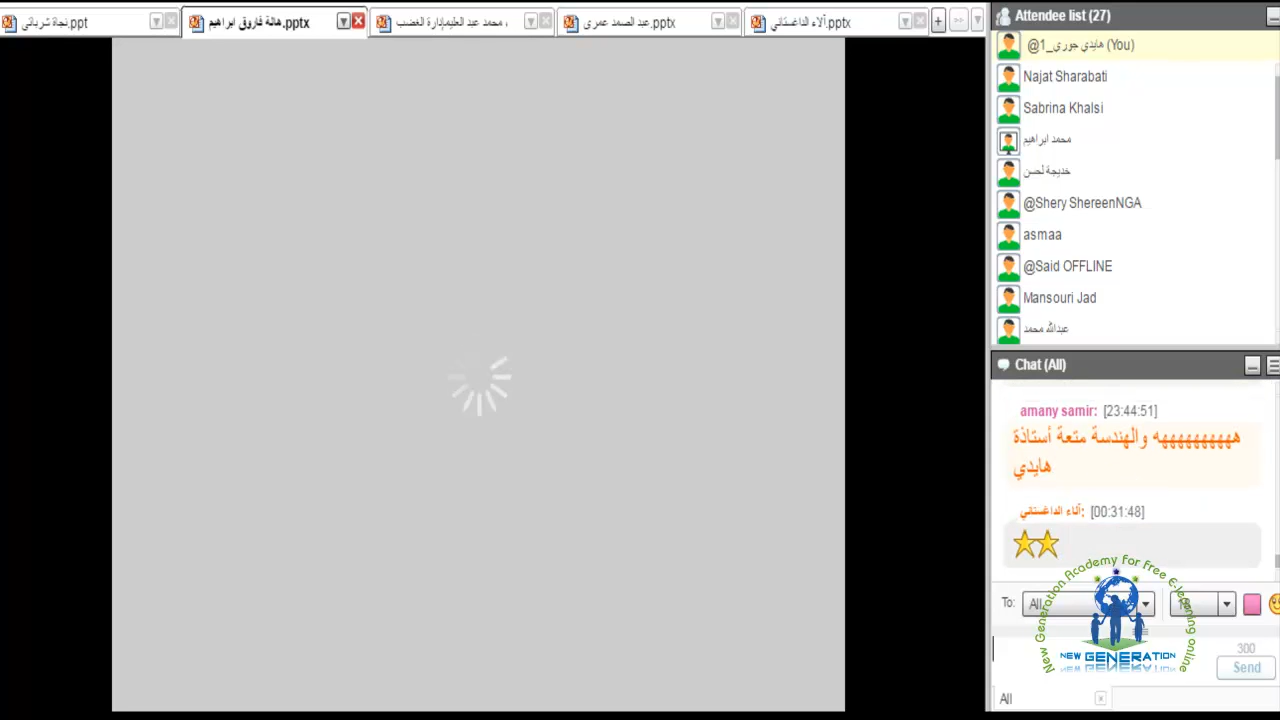 نجاة شرباتي.ppt
هالة فاروق ابراهيم.pptx
محمد عبد العليم
إدارة الغضب
عبد الصمد عمرى.pptx
آلاء الداغستاني.pptx
+
>>
Attendee list (27)
@1_هايدي جوري (You)
Najat Sharabati
Sabrina Khalsi
محمد ابراهيم
خديجة لحسن
@Shery ShereenNGA
asmaa
@Said OFFLINE
Mansouri Jad
عبدالله محمد
Chat (All)
amany samir: [23:44:51]
هههههههههه والهندسة متعة أستاذة
هايدي
آلاء الداغستاني: [00:31:48]
To: All
300
Send
All
New Generation Academy For Free E-learning online
NEW GENERATION